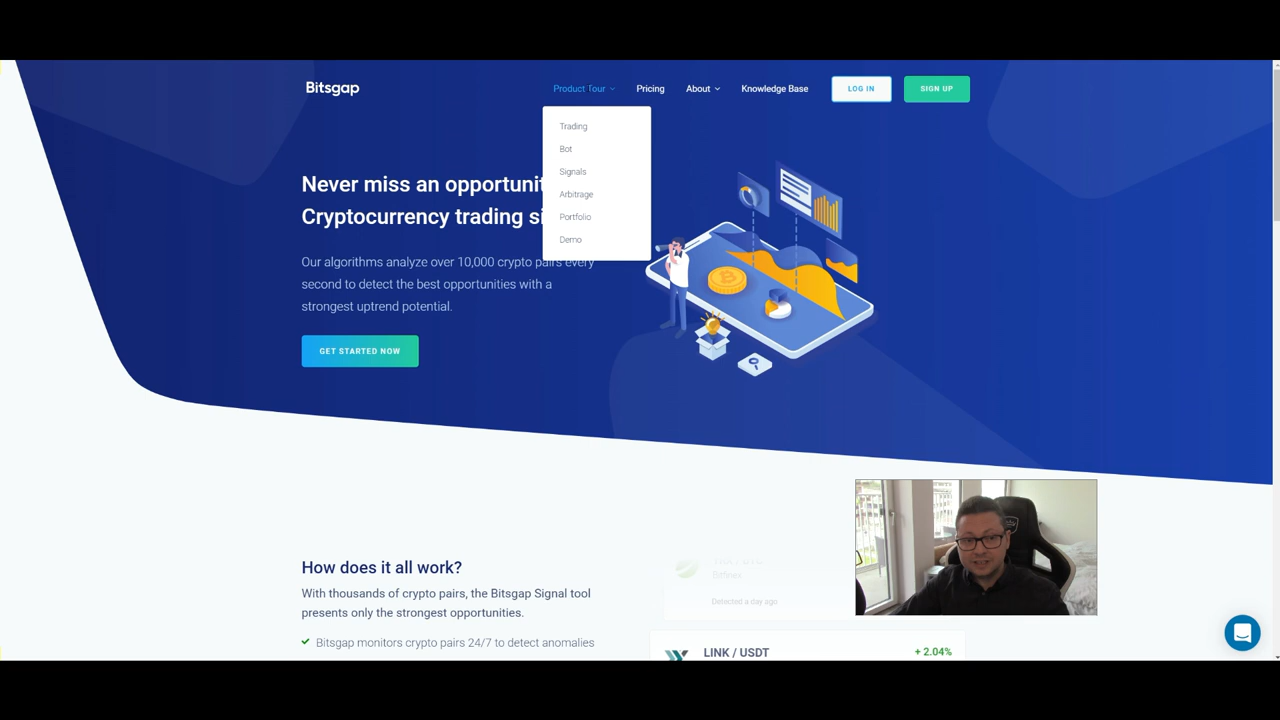 Bitsgap
Product Tour
Pricing
About
Knowledge Base
LOG IN
SIGN UP
Trading
Bot
Signals
Arbitrage
Portfolio
Demo
Never miss an
Cryptocurrency trading
Our algorithms analyze over 10,000 crypto pairs every
second to detect the best opportunities with a
strongest uptrend potential.
GET STARTED NOW
How does it all work?
With thousands of crypto pairs, the Bitsgap Signal tool
presents only the strongest opportunities.
Bitsgap monitors crypto pairs 24/7 to detect anomalies
Detected a day ago
LINK / USDT
+ 2.04%